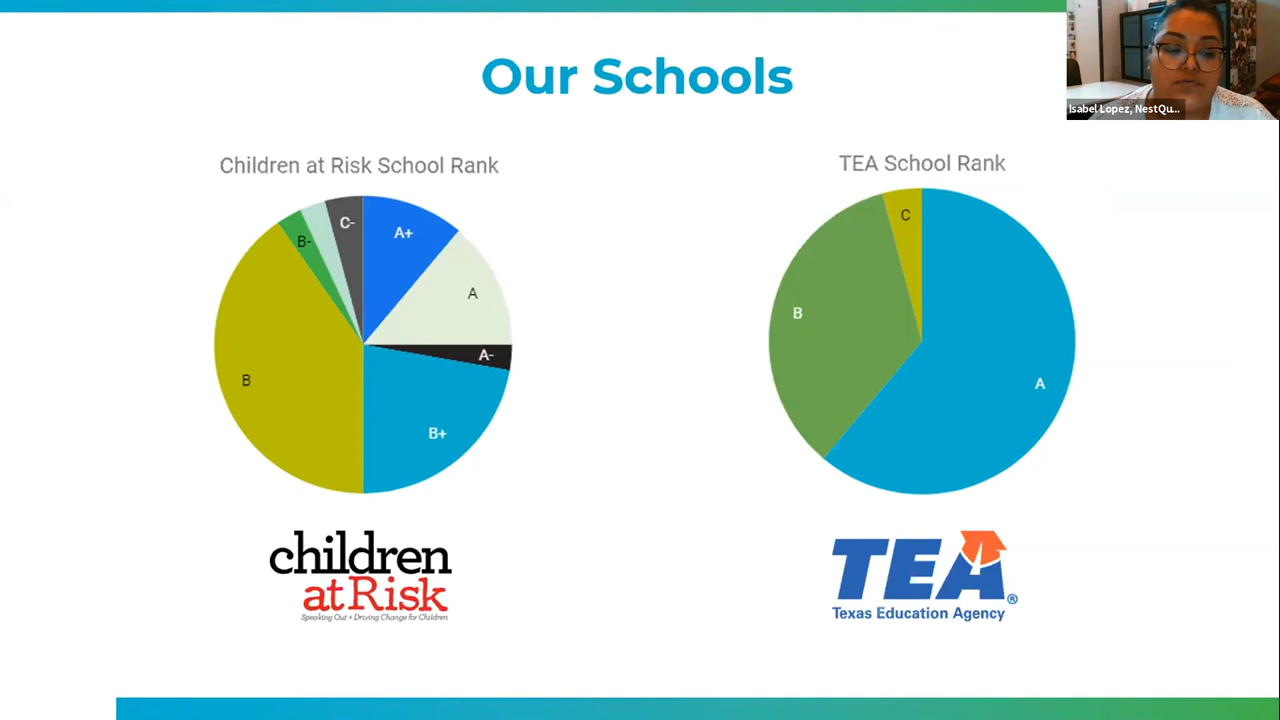 Our Schools
Isabel Lopez, NestQu...
Children at Risk School Rank
C-
A+
B-
A
A-
B
B+
TEA School Rank
C
B
A
children
at Risk
Speaking Out • Driving Change for Children
TEA®
Texas Education Agency